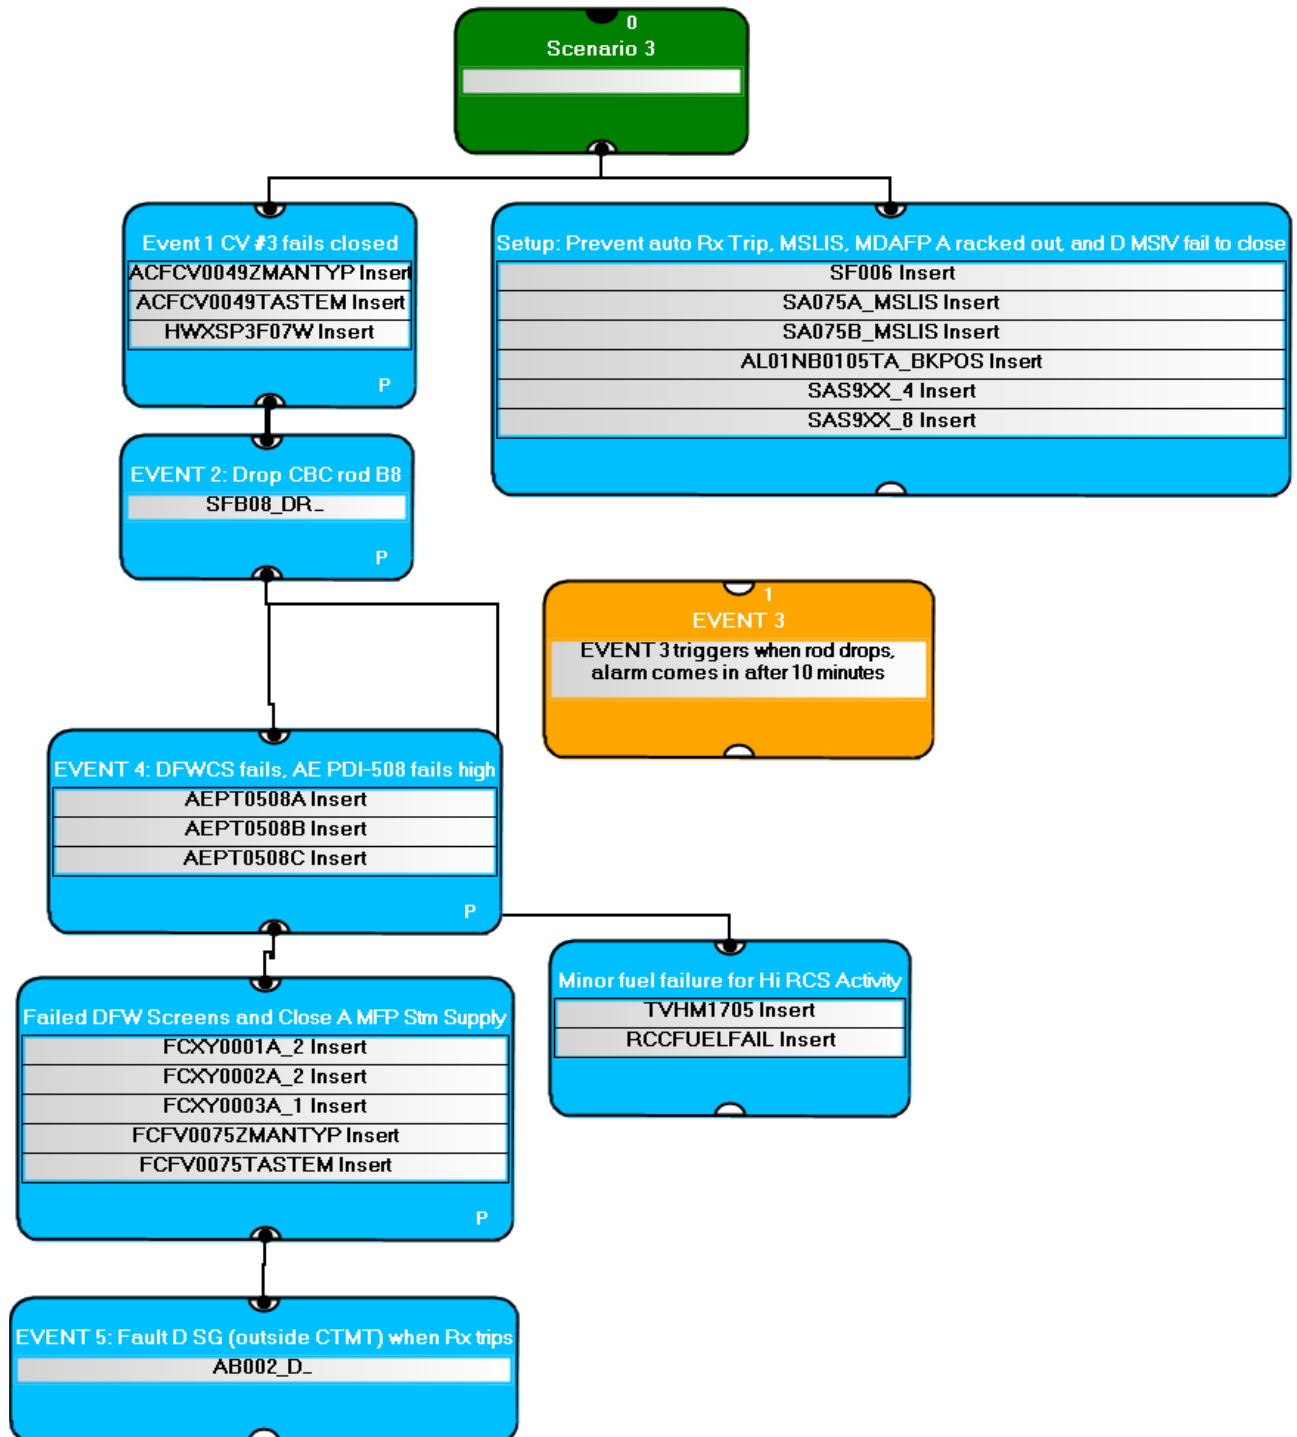 0
Scenario 3
Event 1 CV #3 fails closed
ACFCV0049ZMANTYP Insert
ACFCV0049TASTEM Insert
HWXSP3F07W Insert
P
Setup: Prevent auto Rx Trip, MSLIS, MDAFP A racked out, and D MSIV fail to close
SF006 Insert
SA075A_MSLIS Insert
SA075B_MSLIS Insert
AL01NB0105TA_BKPOS Insert
SAS9XX_4 Insert
SAS9XX_8 Insert
EVENT 2: Drop CBC rod B8
SFB08_DR_
P
1
EVENT 3
EVENT 3 triggers when rod drops,
alarm comes in after 10 minutes
EVENT 4: DFWCS fails, AE PDI-508 fails high
AEPT0508A Insert
AEPT0508B Insert
AEPT0508C Insert
P
Minor fuel failure for Hi RCS Activity
TVHM1705 Insert
RCCFUELFAIL Insert
Failed DFW Screens and Close A MFP Stm Supply
FCXY0001A_2 Insert
FCXY0002A_2 Insert
FCXY0003A_1 Insert
FCFV0075ZMANTYP Insert
FCFV0075TASTEM Insert
P
EVENT 5: Fault D SG (outside CTMT) when Rx trips
AB002_D_